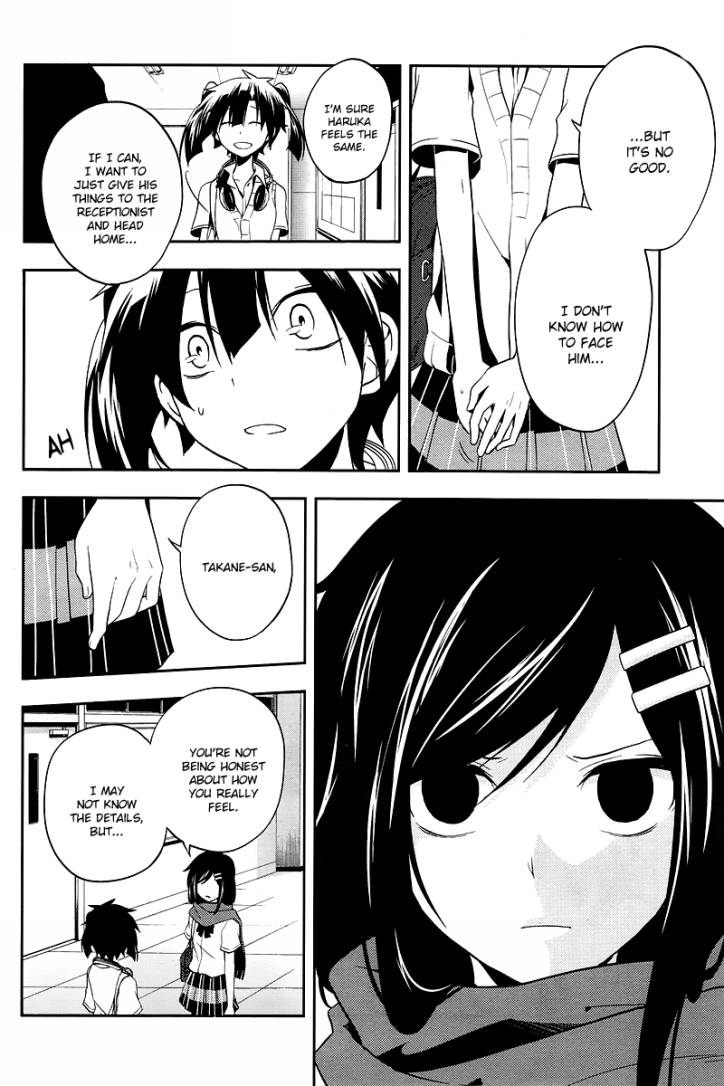 ...BUT
IT'S NO
GOOD.
I DON'T
KNOW HOW
TO FACE
HIM...
I'M SURE
HARUKA
FEELS THE
SAME.
IF I CAN,
I WANT TO
JUST GIVE HIS
THINGS TO THE
RECEPTIONIST
AND HEAD
HOME...
AH
TAKANE-SAN,
YOU'RE NOT
BEING HONEST
ABOUT HOW
YOU REALLY
FEEL.
I MAY
NOT KNOW
THE DETAILS,
BUT...